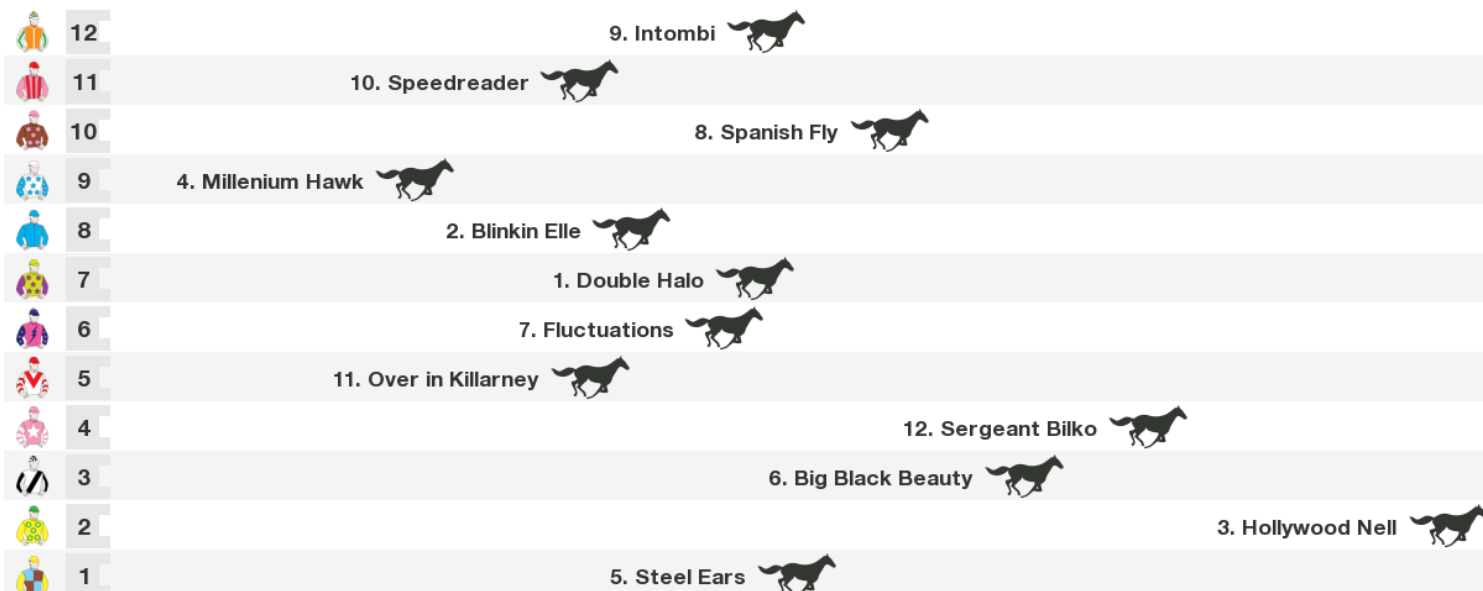 12 9. Intombi
11 10. Speedreader
10 8. Spanish Fly
9 4. Millenium Hawk
8 2. Blinkin Elle
7 1. Double Halo
6 7. Fluctuations
5 11. Over in Killarney
4 12. Sergeant Bilko
3 6. Big Black Beauty
2 3. Hollywood Nell
1 5. Steel Ears